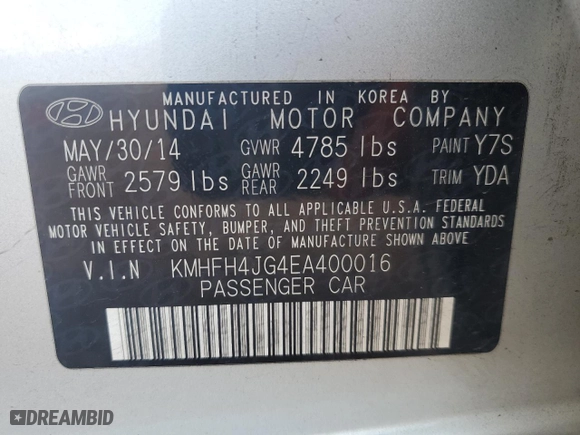 MANUFACTURED IN KOREA BY
HYUNDAI MOTOR COMPANY
MAY/30/14 GVWR 4785 lbs PAINT Y7S
GAWR FRONT 2579 lbs GAWR REAR 2249 lbs TRIM YDA
THIS VEHICLE CONFORMS TO ALL APPLICABLE U.S.A. FEDERAL
MOTOR VEHICLE SAFETY, BUMPER, AND THEFT PREVENTION STANDARDS
IN EFFECT ON THE DATE OF MANUFACTURE SHOWN ABOVE
V.I.N KMHFH4JG4EA400016
PASSENGER CAR
DREAMBID